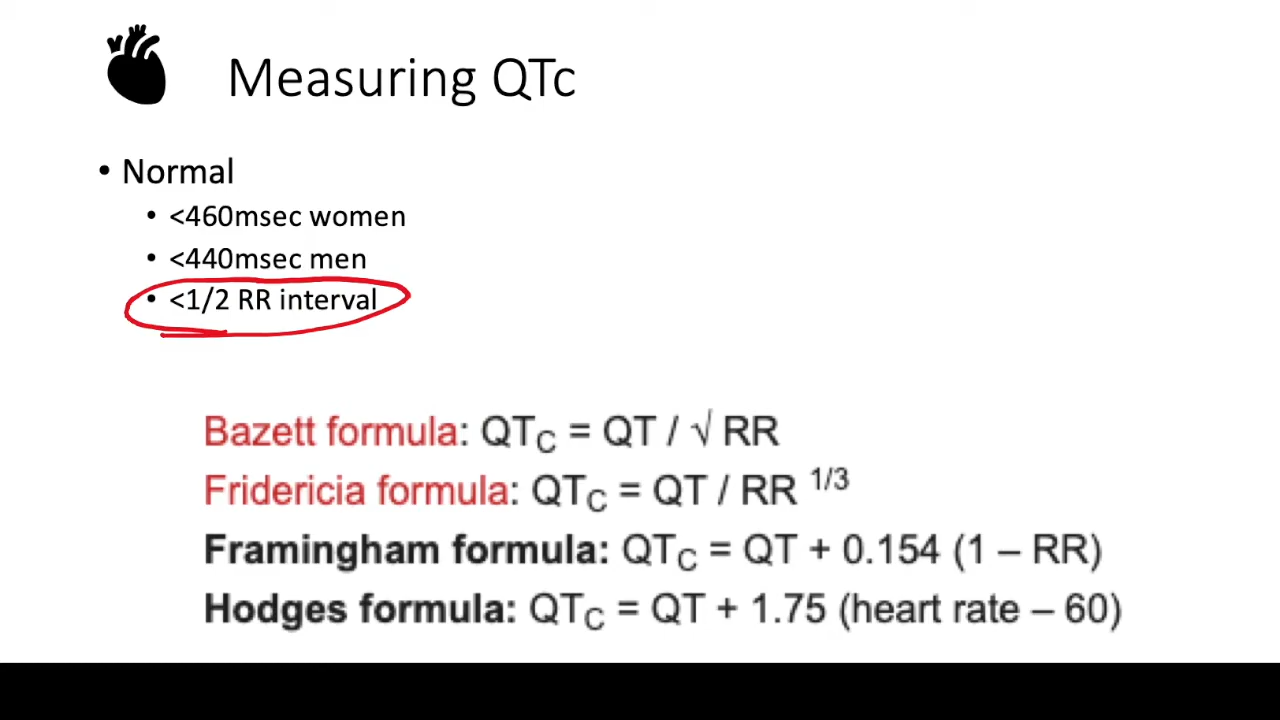 Measuring QTc
• Normal
• <460msec women
• <440msec men
• <1/2 RR interval
Bazett formula: QTC = QT / √ RR
Fridericia formula: QTC = QT / RR 1/3
Framingham formula: QTC = QT + 0.154 (1 – RR)
Hodges formula: QTC = QT + 1.75 (heart rate – 60)